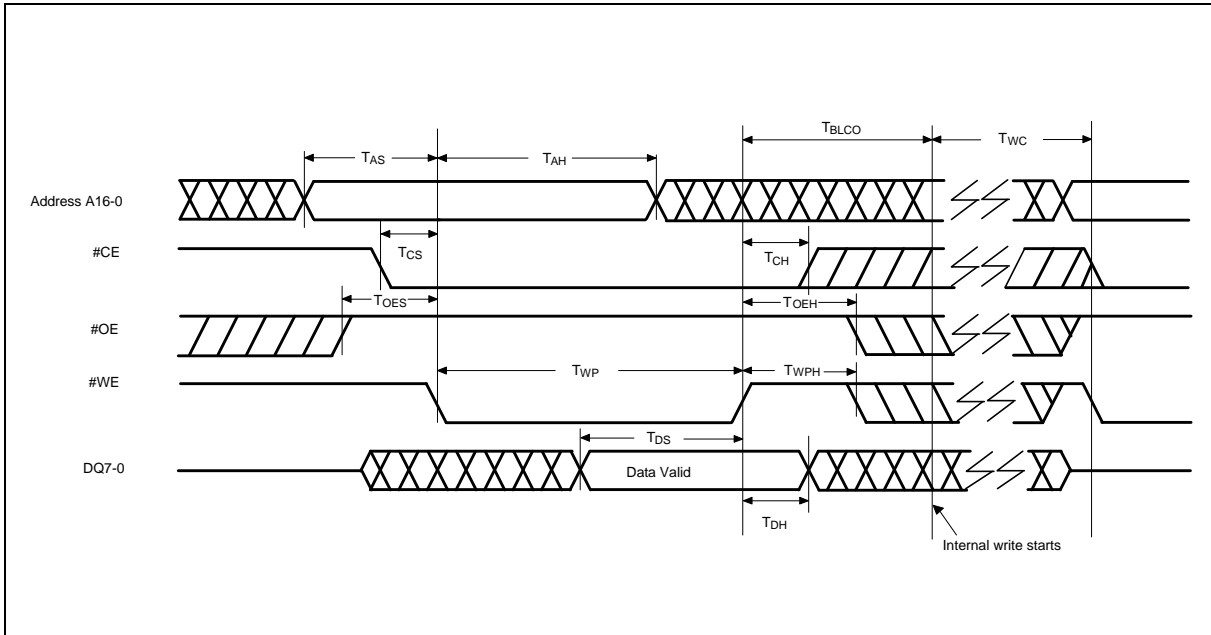 TBLCO
TWC
TAS
TAH
Address A16-0
TCS
TCH
#CE
TOES
TOEH
#OE
TWP
TWPH
#WE
TDS
DQ7-0
Data Valid
TDH
Internal write starts